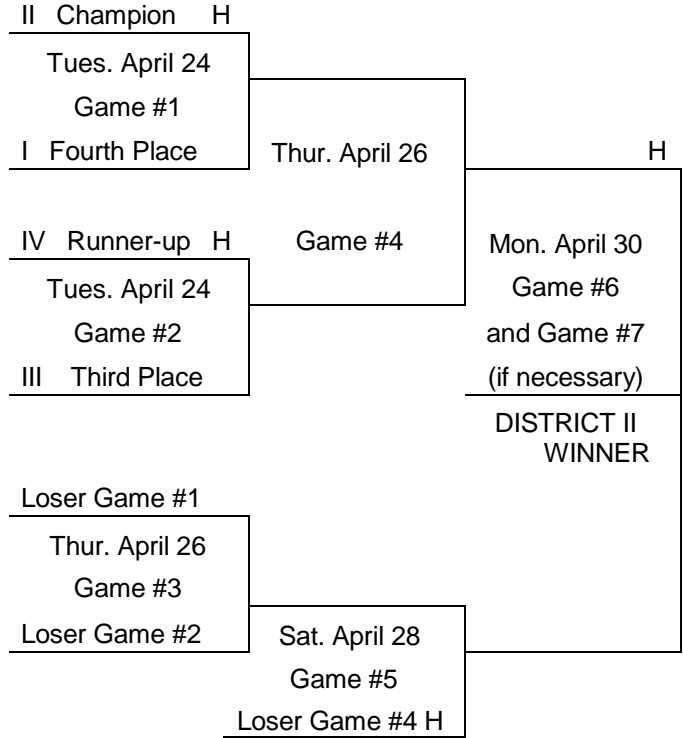 II Champion H
Tues. April 24
Game #1
I Fourth Place
Thur. April 26
H
IV Runner-up H
Game #4
Mon. April 30
Tues. April 24
Game #6
Game #2
and Game #7
III Third Place
(if necessary)
DISTRICT II
WINNER
Loser Game #1
Thur. April 26
Game #3
Loser Game #2
Sat. April 28
Game #5
Loser Game #4 H